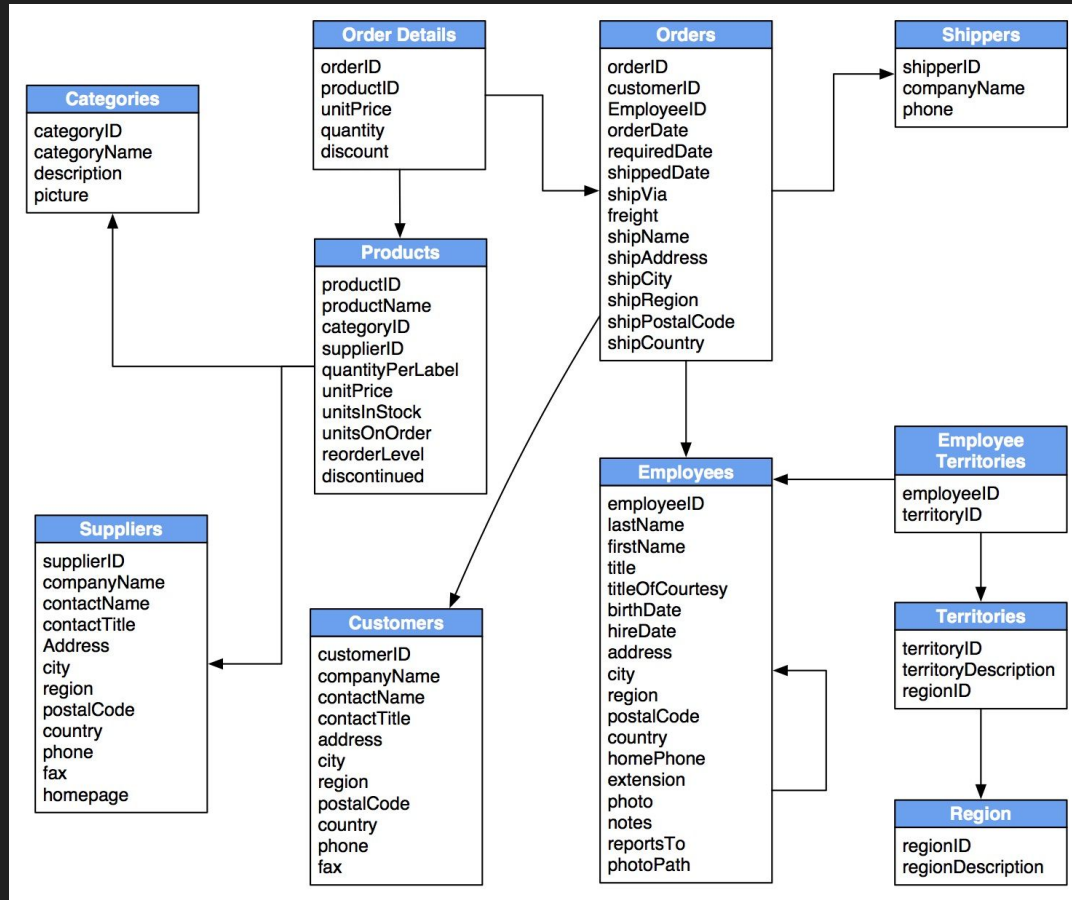 Order Details
orderID
productID
unitPrice
quantity
discount
Orders
orderID
customerID
EmployeeID
orderDate
requiredDate
shippedDate
shipVia
freight
shipName
shipAddress
shipCity
shipRegion
shipPostalCode
shipCountry
Shippers
shipperID
companyName
phone
Categories
categoryID
categoryName
description
picture
Products
productID
productName
categoryID
supplierID
quantityPerLabel
unitPrice
unitsInStock
unitsOnOrder
reorderLevel
discontinued
Employee
Territories
employeeID
territoryID
Employees
employeeID
lastName
firstName
title
titleOfCourtesy
birthDate
hireDate
address
city
region
postalCode
country
homePhone
extension
photo
notes
reportsTo
photoPath
Suppliers
supplierID
companyName
contactName
contactTitle
Address
city
region
postalCode
country
phone
fax
homepage
Customers
customerID
companyName
contactName
contactTitle
address
city
region
postalCode
country
phone
fax
Territories
territoryID
territoryDescription
regionID
Region
regionID
regionDescription